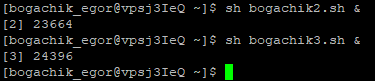 [bogachik_egor@vpsj3IeQ ~]$ sh bogachik2.sh &
[2] 23664
[bogachik_egor@vpsj3IeQ ~]$ sh bogachik3.sh &
[3] 24396
[bogachik_egor@vpsj3IeQ ~]$